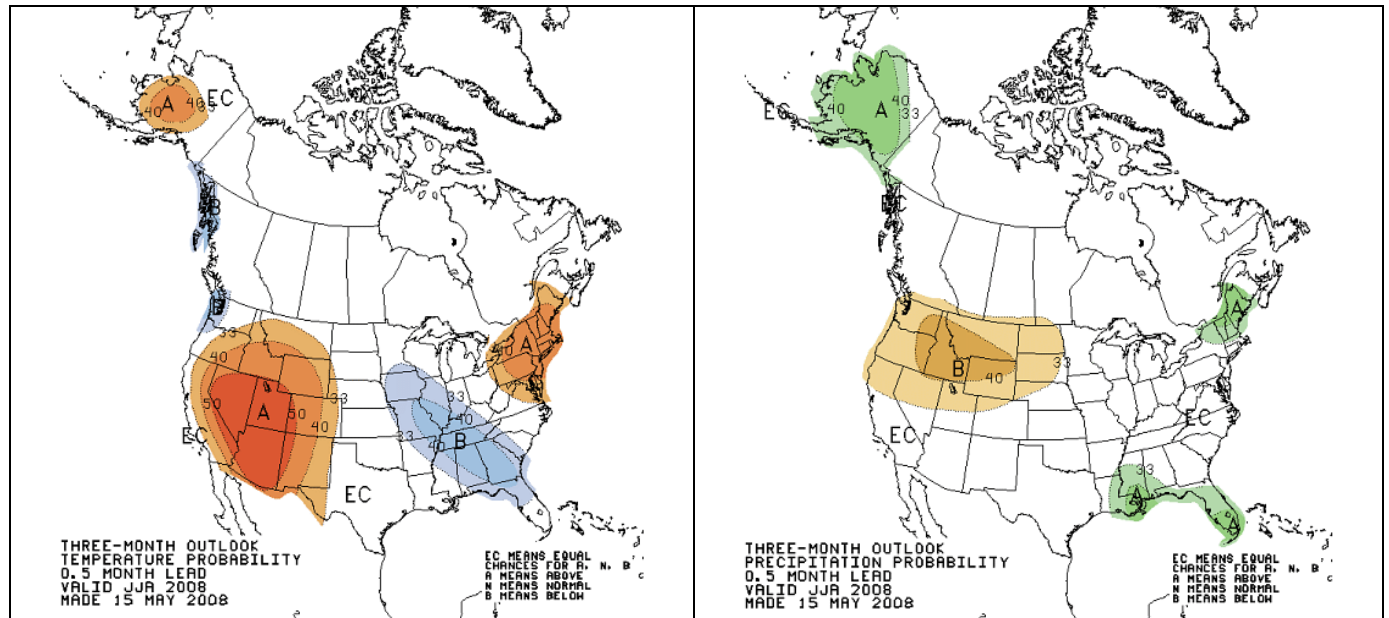 A 40 33 EC
40
B
B
33
40
50 A 50 33
40
EC
EC
40 A
33
40
33 B
40
THREE-MONTH OUTLOOK
TEMPERATURE PROBABILITY
0.5 MONTH LEAD
VALID JJA 2008
MADE 15 MAY 2008
EC MEANS EQUAL
CHANCES FOR A, N, B
A MEANS ABOVE
N MEANS NORMAL
B MEANS BELOW
EC 40 A 40
33
EC
A
33
B
40
EC
EC
33
A
A
THREE-MONTH OUTLOOK
PRECIPITATION PROBABILITY
0.5 MONTH LEAD
VALID JJA 2008
MADE 15 MAY 2008
EC MEANS EQUAL
CHANCES FOR A, N, B
A MEANS ABOVE
N MEANS NORMAL
B MEANS BELOW